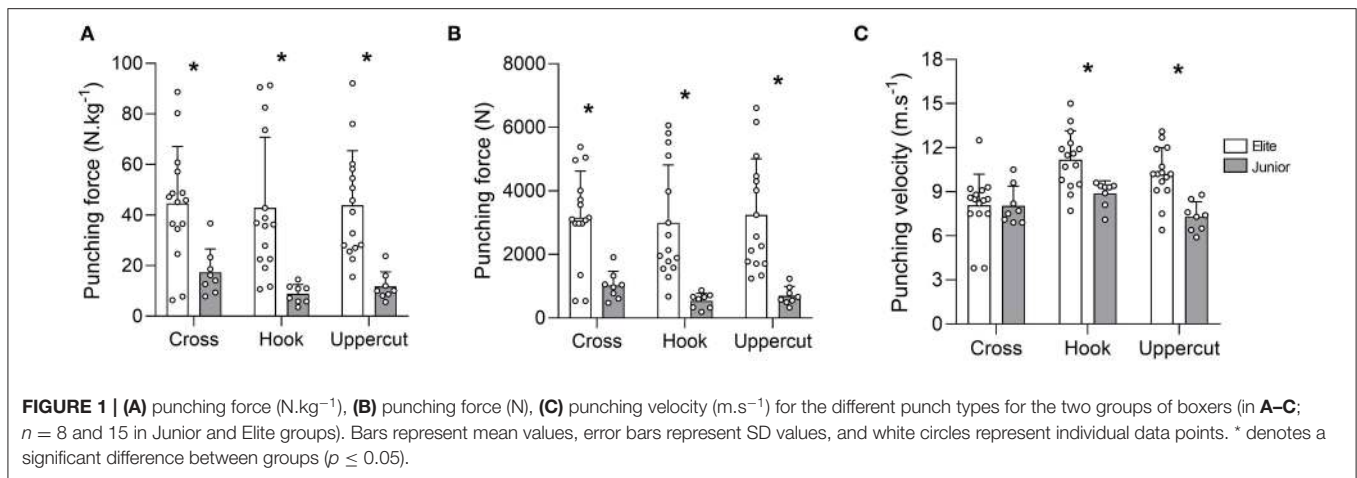 A
Punching force (N.kg⁻¹)
100
80
60
40
20
0
*
*
*
Cross Hook Uppercut
B
Punching force (N)
8000
6000
4000
2000
0
*
*
*
Cross Hook Uppercut
C
Punching velocity (m.s⁻¹)
18
15
12
9
6
3
0
*
*
Cross Hook Uppercut
Elite
Junior
FIGURE 1 | (A) punching force (N.kg⁻¹), (B) punching force (N), (C) punching velocity (m.s⁻¹) for the different punch types for the two groups of boxers (in A–C;
n = 8 and 15 in Junior and Elite groups). Bars represent mean values, error bars represent SD values, and white circles represent individual data points. * denotes a
significant difference between groups (p ≤ 0.05).